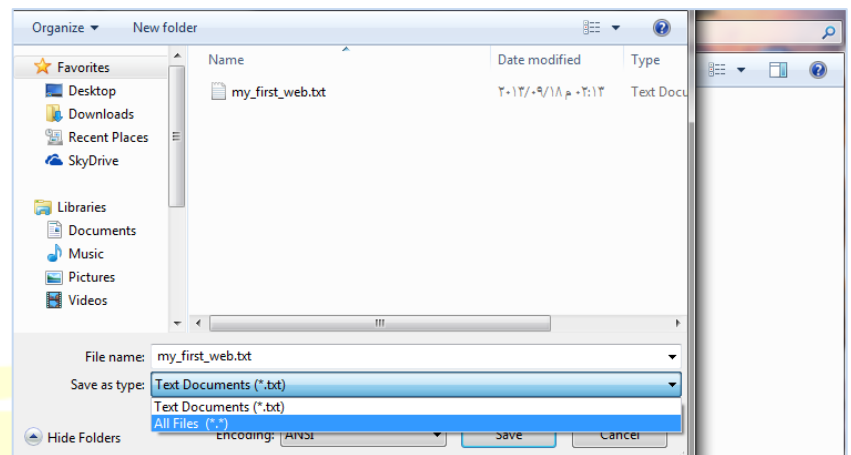 Organize New folder
Name Date modified Type
Favorites
Desktop
my_first_web.txt ٢٠١٣/٠٩/١٨ م ٠٢:١٣ Text Docu
Downloads
Recent Places
SkyDrive
Libraries
Documents
Music
Pictures
Videos
File name: my_first_web.txt
Save as type: Text Documents (*.txt)
Text Documents (*.txt)
All Files (*.*)
Hide Folders Encoding: ANSI Save Cancel